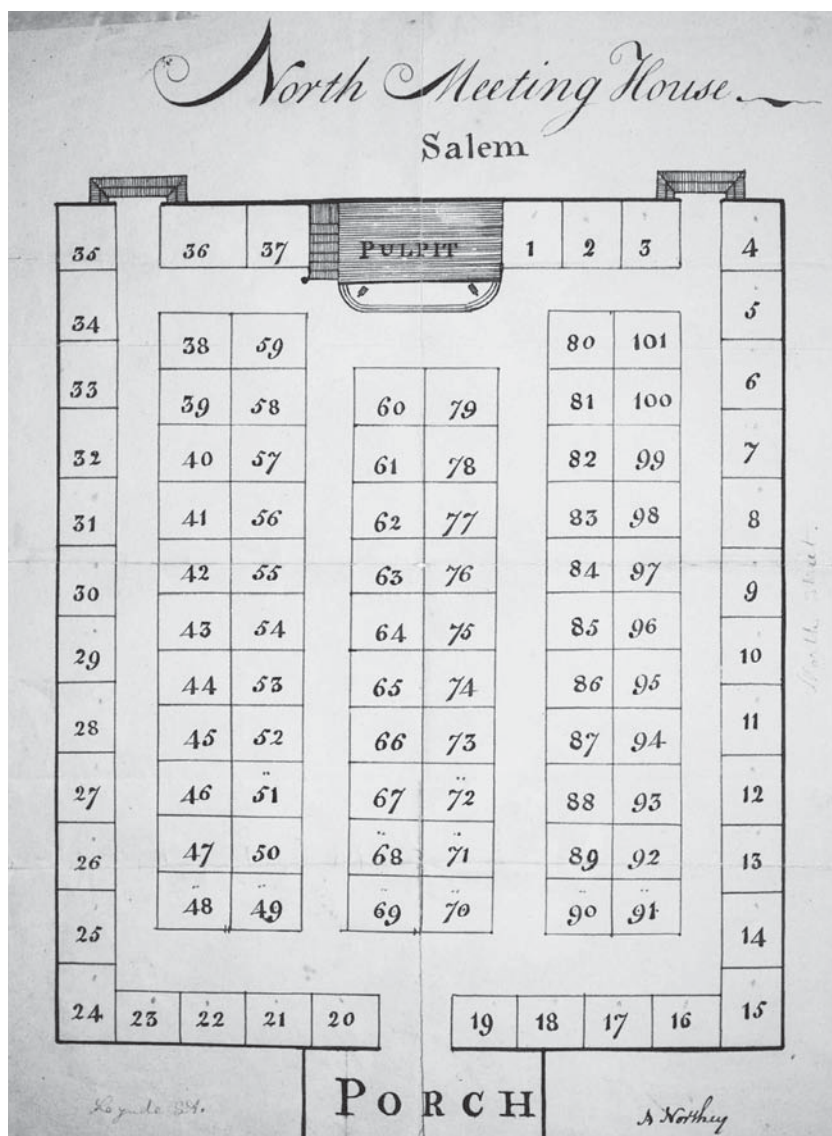 North Meeting House.
Salem
35 36 37 PULPIT 1 2 3 4
34 5
38 59 80 101
33 6
39 58 60 79 81 100
32 40 57 61 78 82 99 7
31 41 56 62 77 83 98 8
42 55 63 76 84 97
30 9
43 54 64 75 85 96
29 10
44 53 65 74 86 95
28 11
45 52 66 73 87 94
27 46 51 67 72 88 93 12
26 47 50 68 71 89 92 13
48 49 69 70 90 91
25 14
24 23 22 21 20 19 18 17 16 15
North Street.
PORCH
A Northey